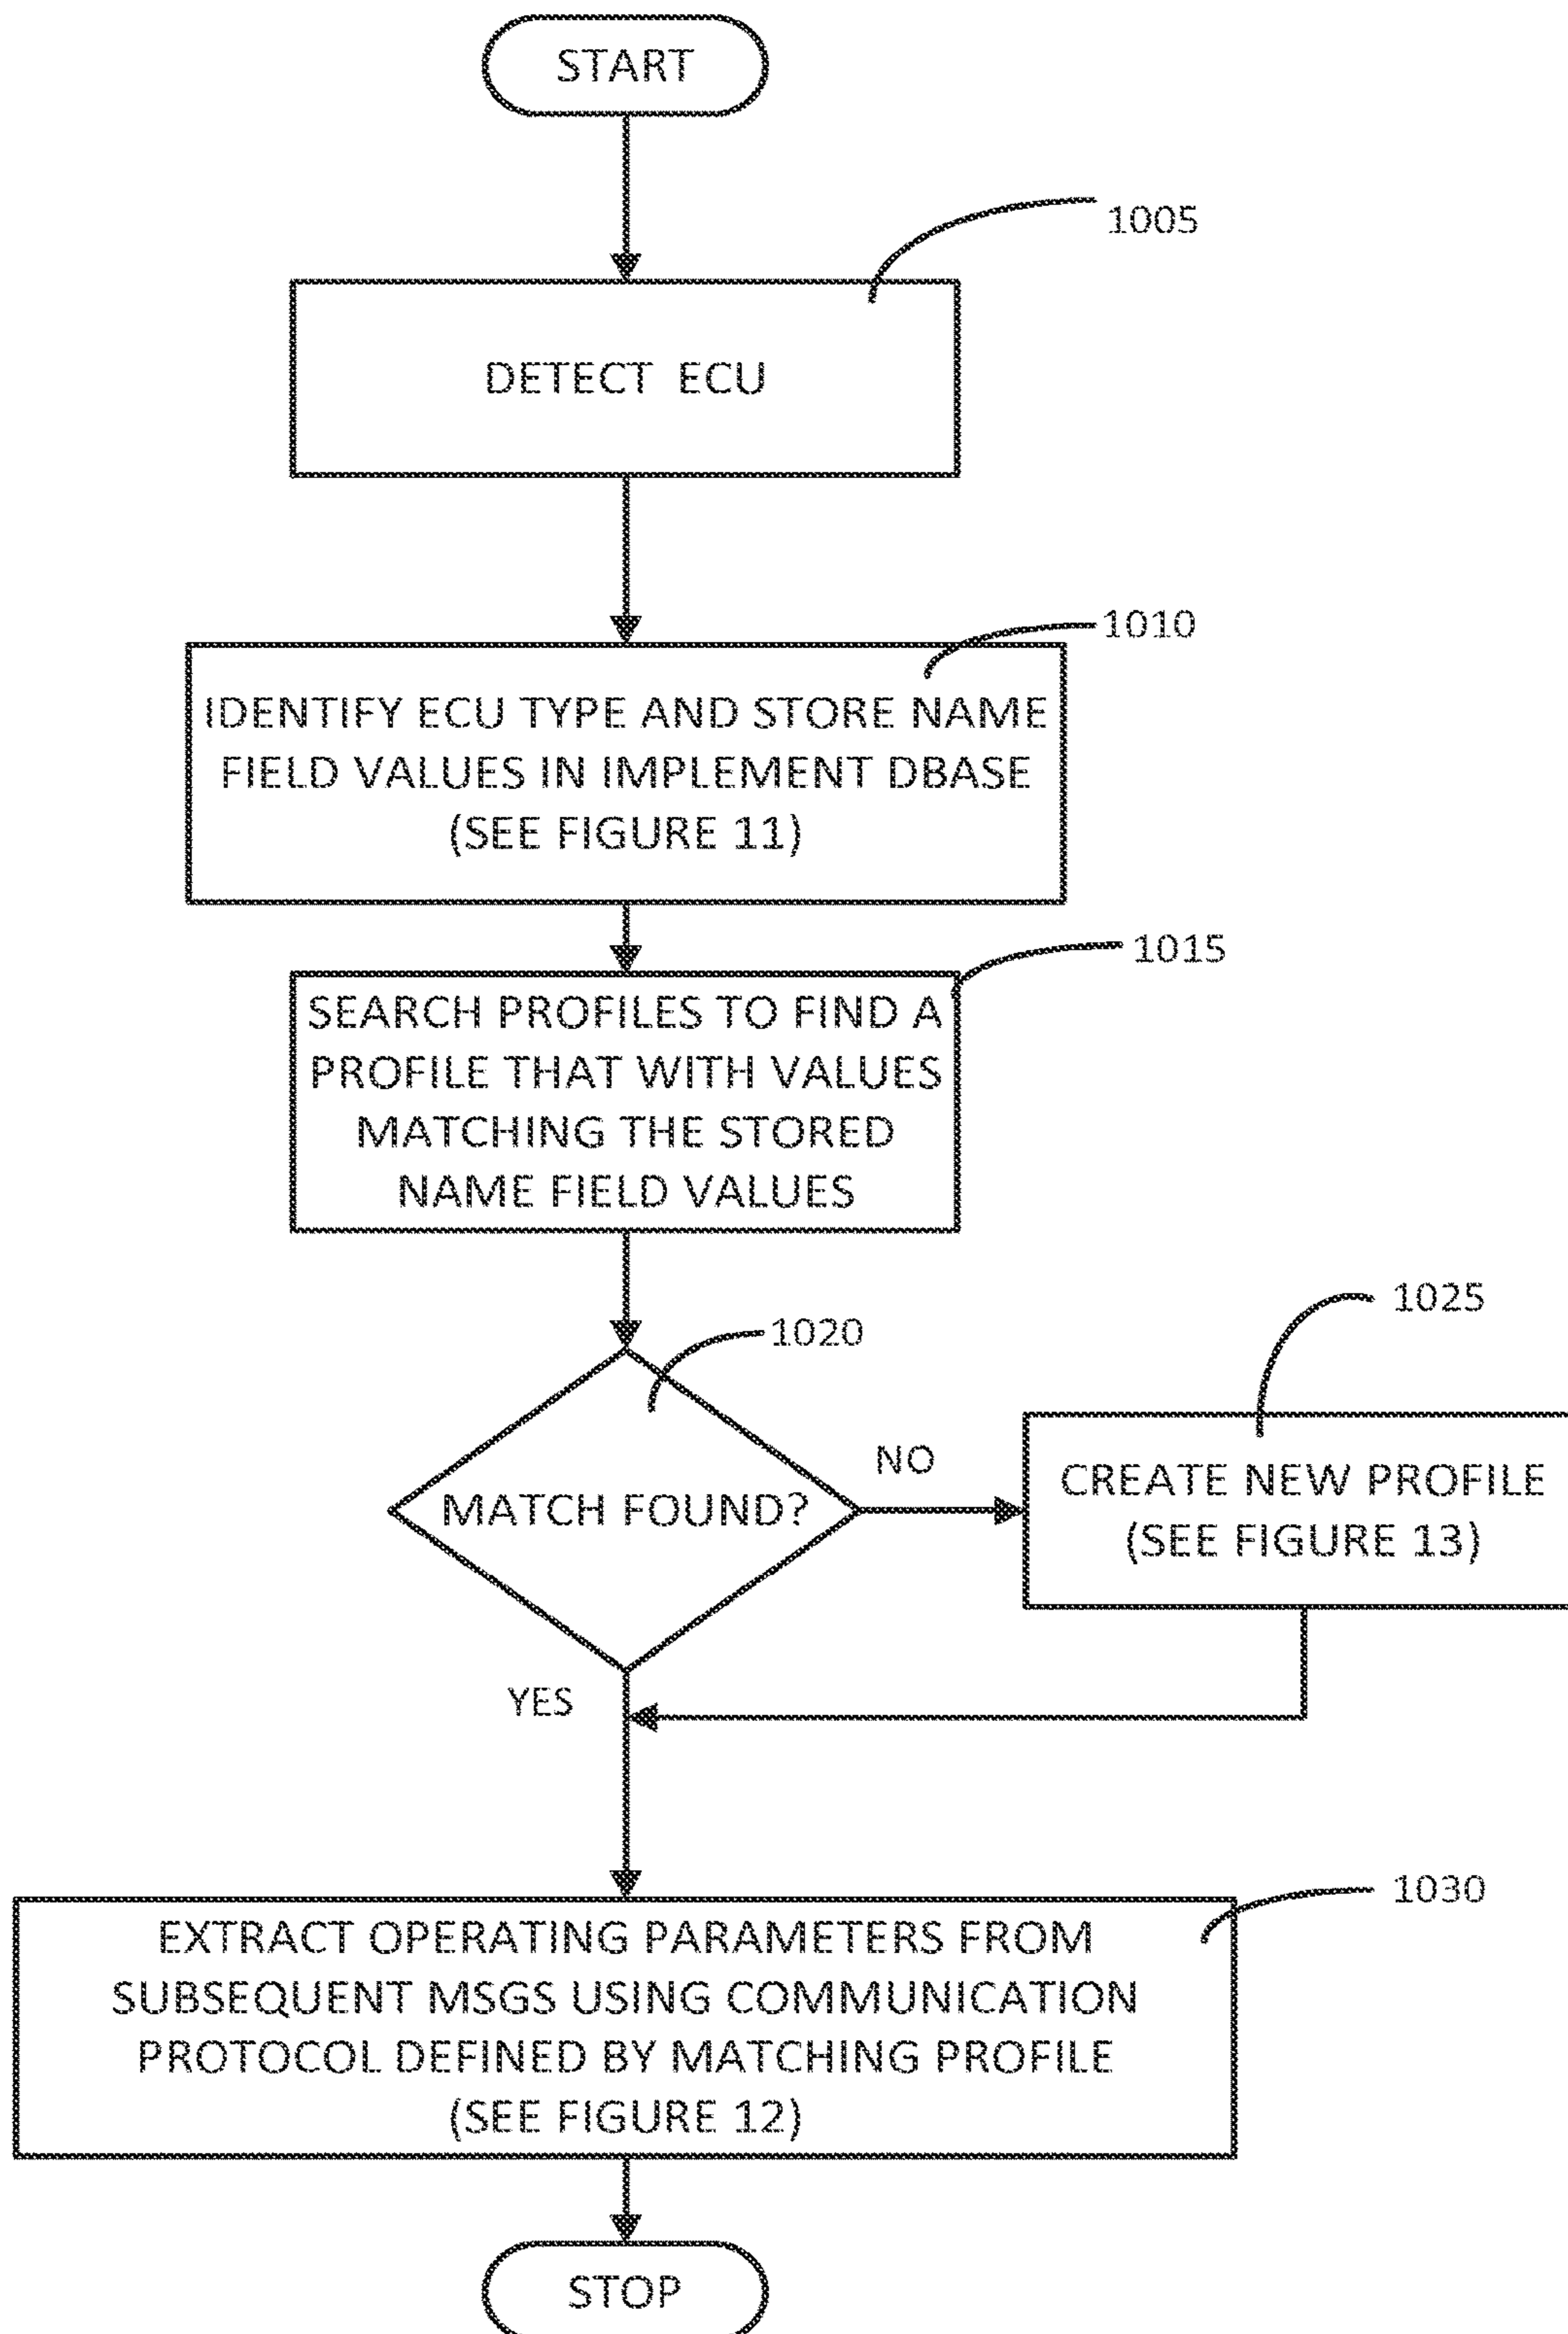 START
1005
DETECT ECU
1010
IDENTIFY ECU TYPE AND STORE NAME
FIELD VALUES IN IMPLEMENT DBASE
(SEE FIGURE 11)
1015
SEARCH PROFILES TO FIND A
PROFILE THAT WITH VALUES
MATCHING THE STORED
NAME FIELD VALUES
1020
MATCH FOUND?
NO
1025
CREATE NEW PROFILE
(SEE FIGURE 13)
YES
1030
EXTRACT OPERATING PARAMETERS FROM
SUBSEQUENT MSGS USING COMMUNICATION
PROTOCOL DEFINED BY MATCHING PROFILE
(SEE FIGURE 12)
STOP